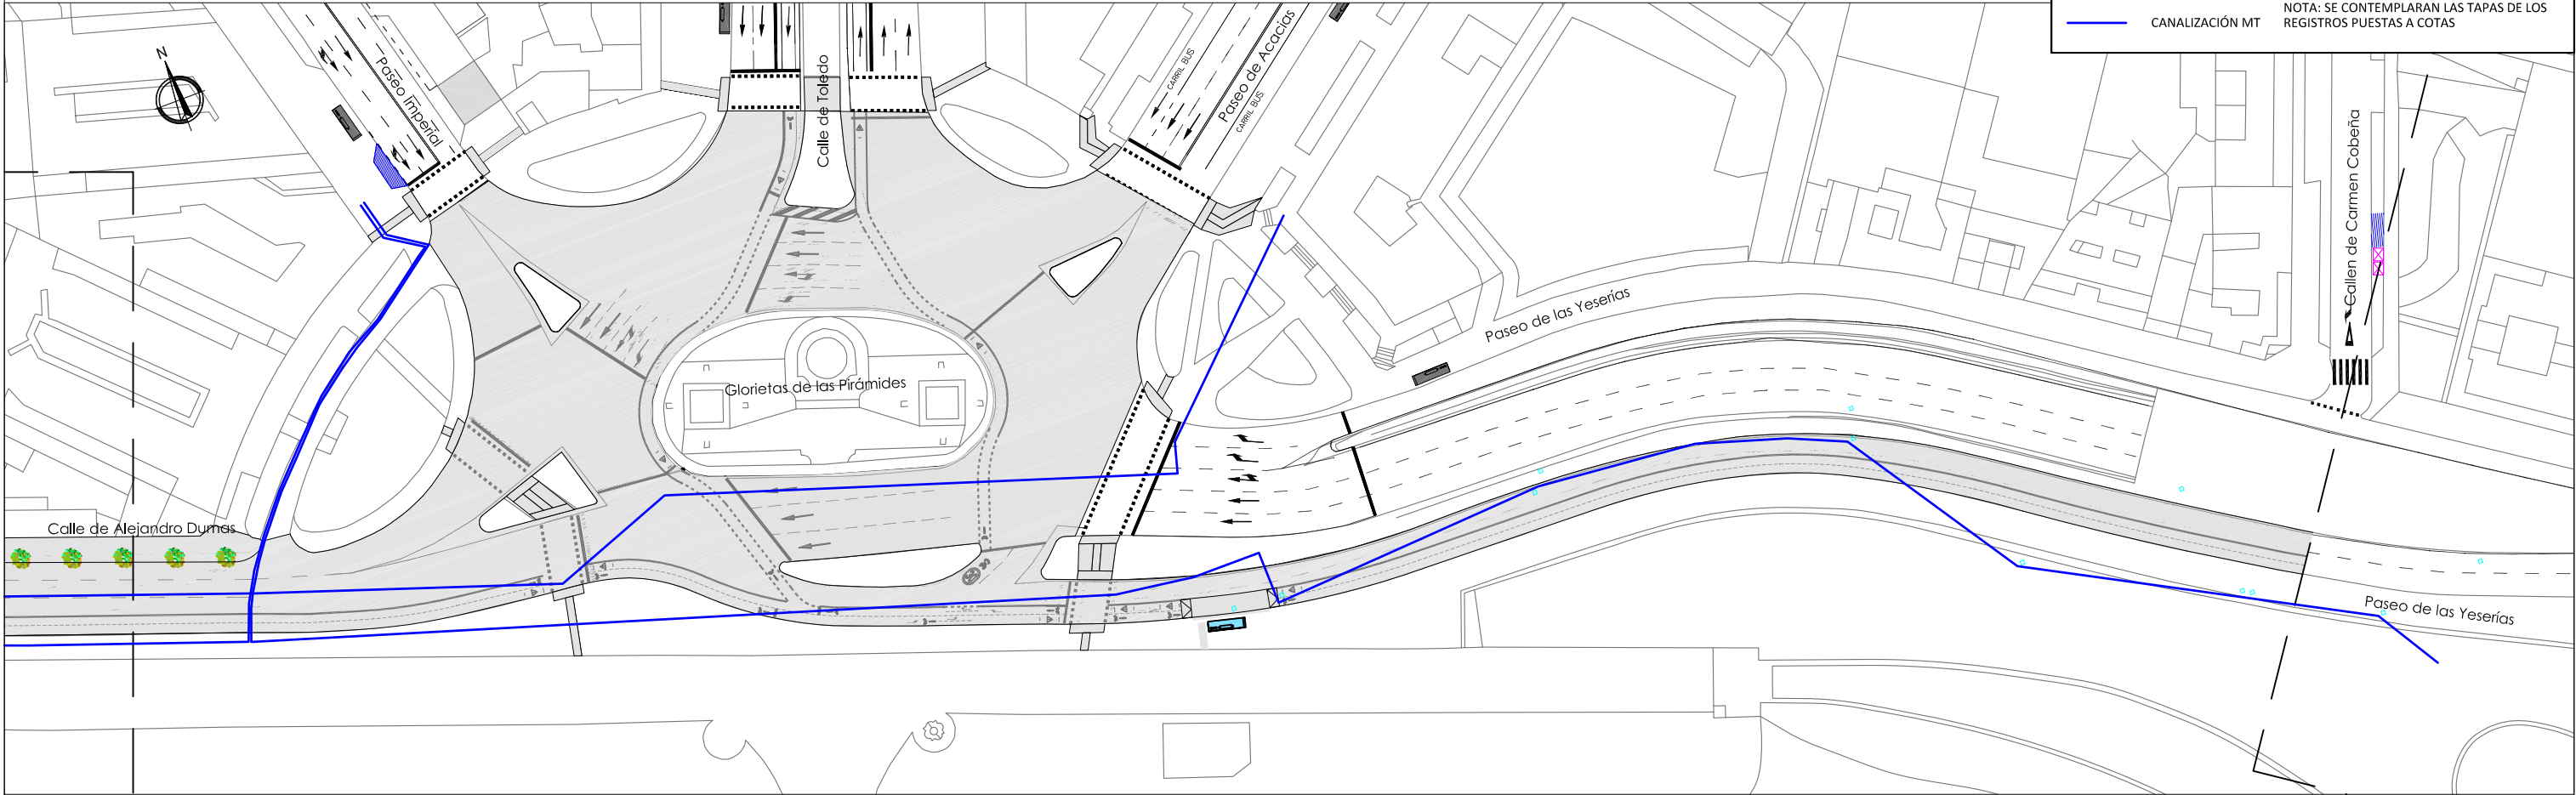 NOTA: SE CONTEMPLARAN LAS TAPAS DE LOS
CANALIZACIÓN MT REGISTROS PUESTAS A COTAS
N
Paseo Imperial
Calle de Toledo
CARRIL BUS
Paseo de Acacias
CARRIL BUS
Callen de Carmen Cobeña
Paseo de las Yeserías
Glorietas de las Pirámides
Calle de Alejandro Dumas
Paseo de las Yeserías